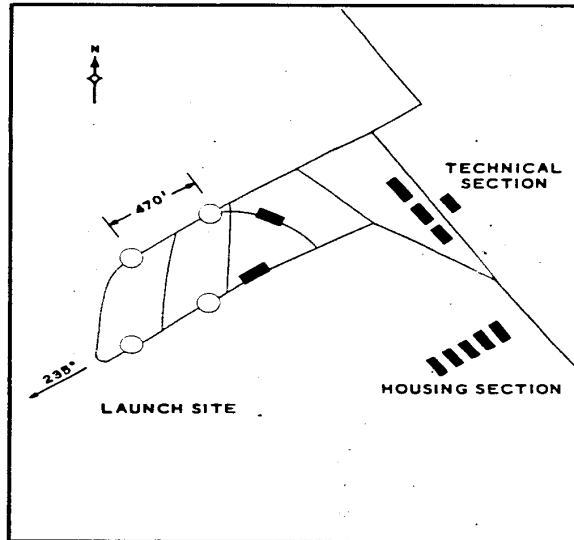 N
TECHNICAL
SECTION
470'
235°
HOUSING SECTION
LAUNCH SITE